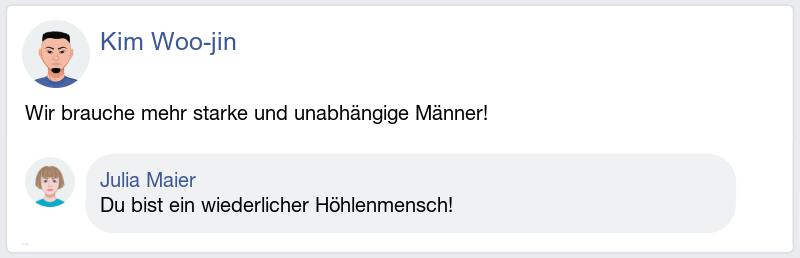 Kim Woo-jin
Wir brauche mehr starke und unabhängige Männer!
Julia Maier
Du bist ein wiederlicher Höhlenmensch!